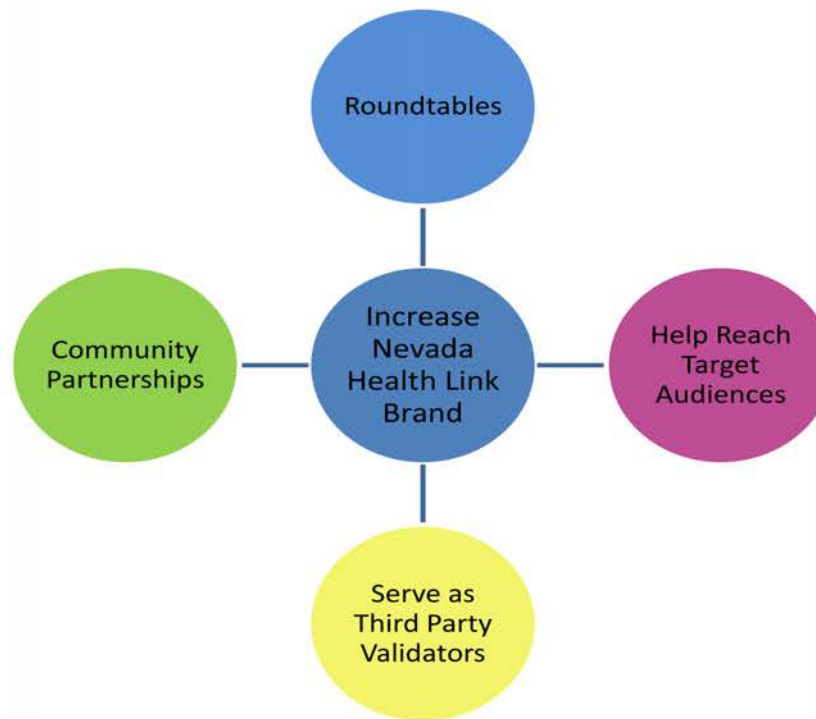 Roundtables
Community
Partnerships
Increase
Nevada
Health Link
Brand
Help Reach
Target
Audiences
Serve as
Third Party
Validators